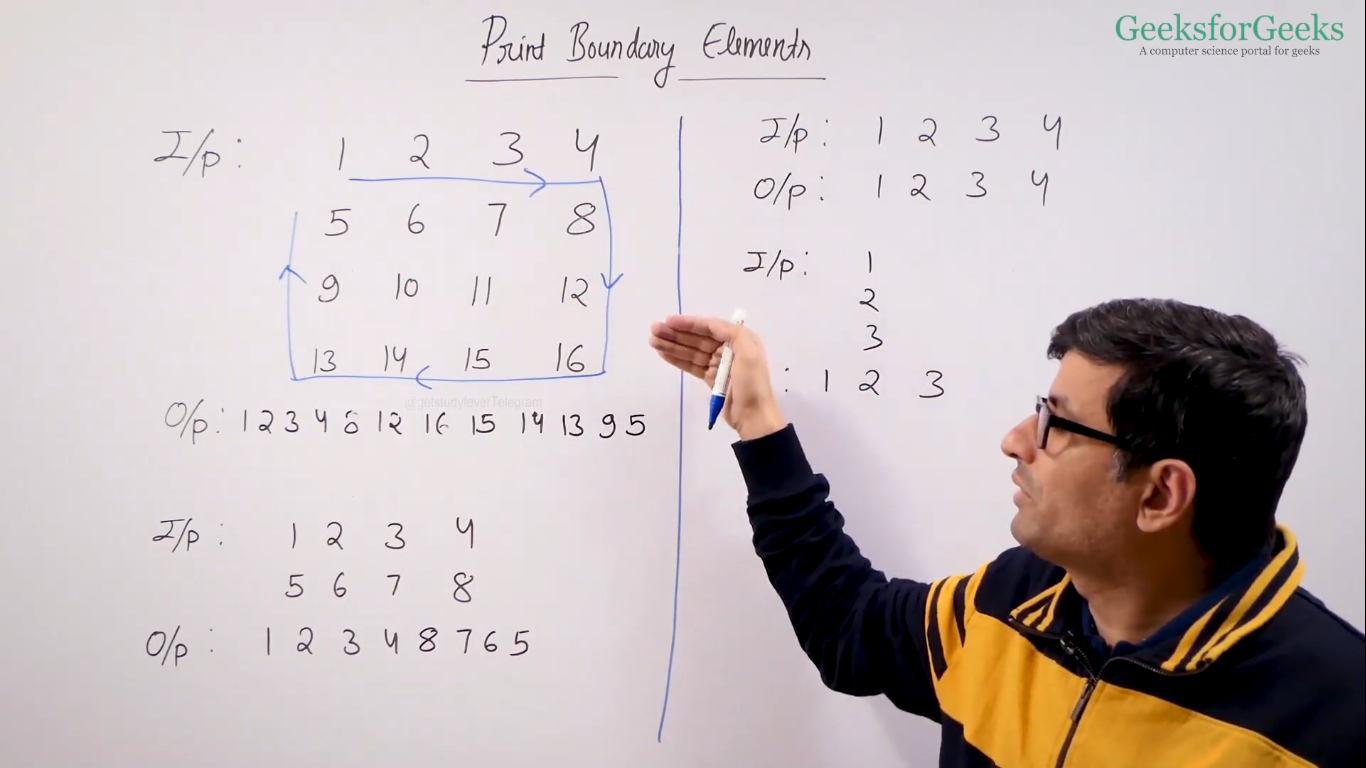 GeeksforGeeks
A computer science portal for geeks
Print Boundary Elements
I/p: 1 2 3 4
5 6 7 8
9 10 11 12
13 14 15 16
@getstudyfeverTelegram
O/p: 1 2 3 4 8 12 16 15 14 13 9 5
I/p: 1 2 3 4
5 6 7 8
O/p: 1 2 3 4 8 7 6 5
I/p: 1 2 3 4
O/p: 1 2 3 4
I/p: 1
2
3
: 1 2 3